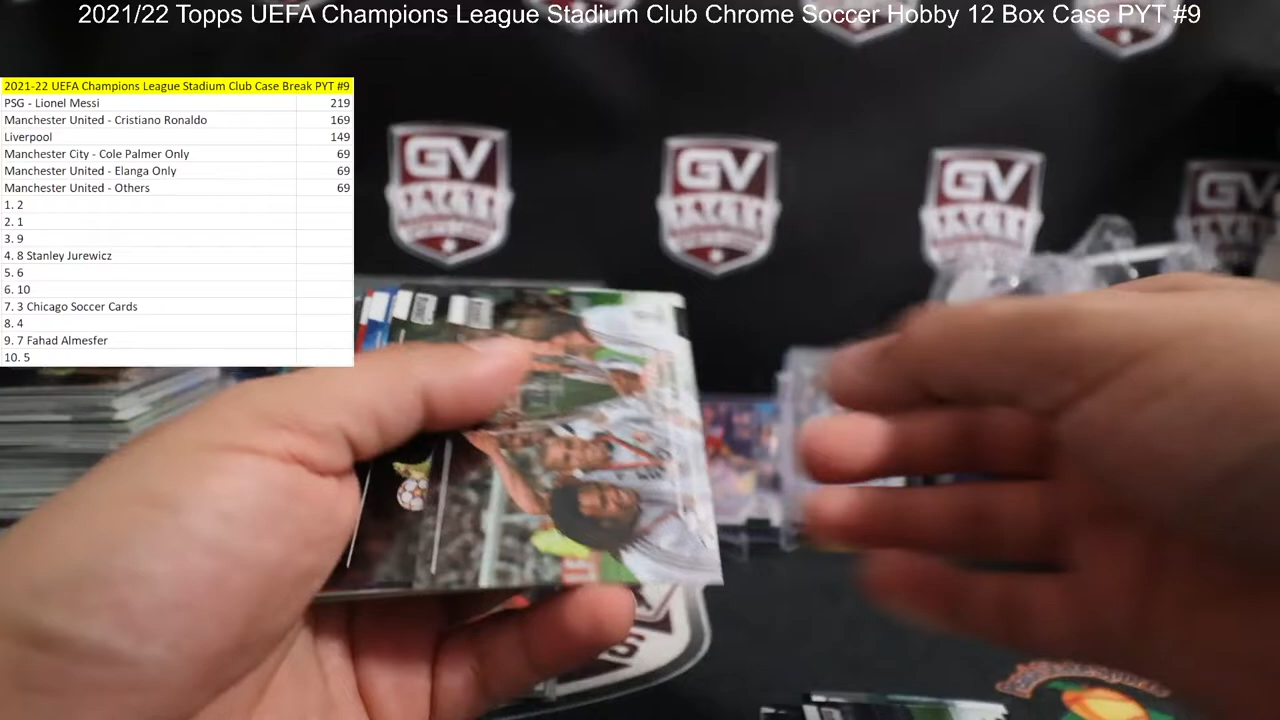 2021/22 Topps UEFA Champions League Stadium Club Chrome Soccer Hobby 12 Box Case PYT #9
2021-22 UEFA Champions League Stadium Club Case Break PYT #9
PSG - Lionel Messi 219
Manchester United - Cristiano Ronaldo 169
Liverpool 149
Manchester City - Cole Palmer Only 69
Manchester United - Elanga Only 69
Manchester United - Others 69
1. 2
2. 1
3. 9
4. 8 Stanley Jurewicz
5. 6
6. 10
7. 3 Chicago Soccer Cards
8. 4
9. 7 Fahad Almesfer
10. 5
GV
GV
GV
GV